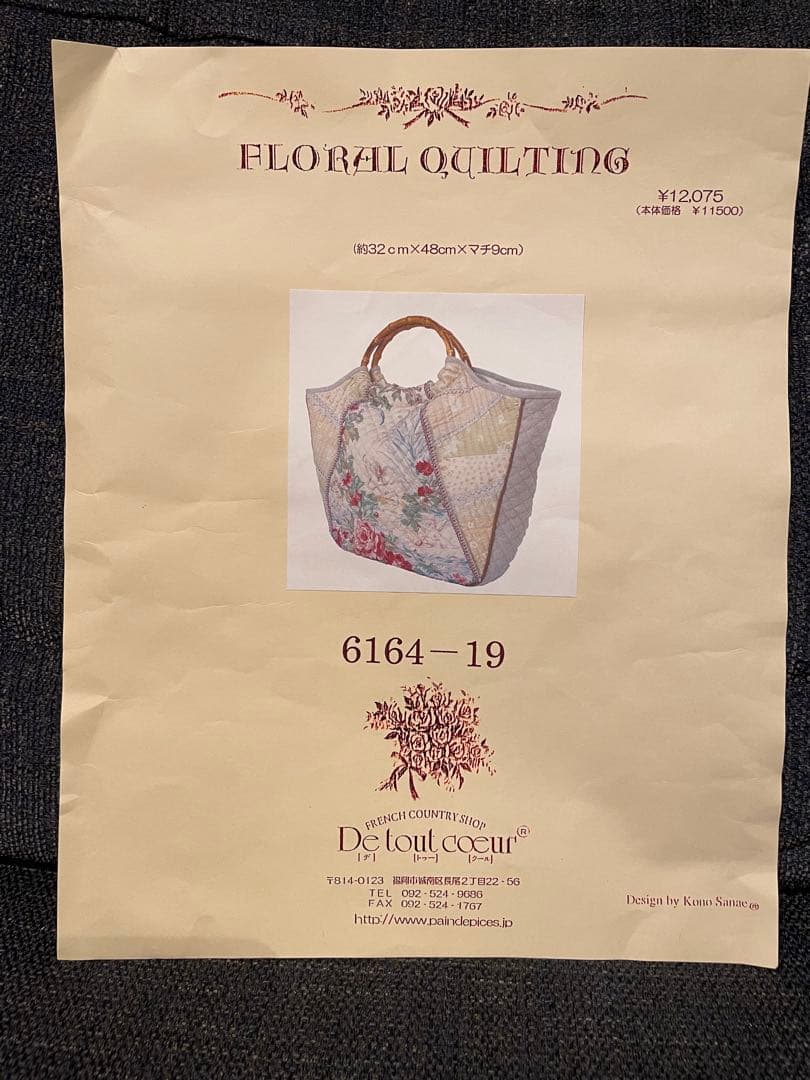 FLORAL QUILTING
¥12,075
(本体価格 ¥11500)
(約32cm×48cm×マチ9cm)
6164－19
FRENCH COUNTRY SHOP
De tout cœur®
[デ] [トゥー] [クール]
〒814-0123 福岡市城南区長尾2丁目22-56
TEL 092-524-9686
FAX 092-524-1767
http://www.paindepices.jp
Design by Kono Sanae®